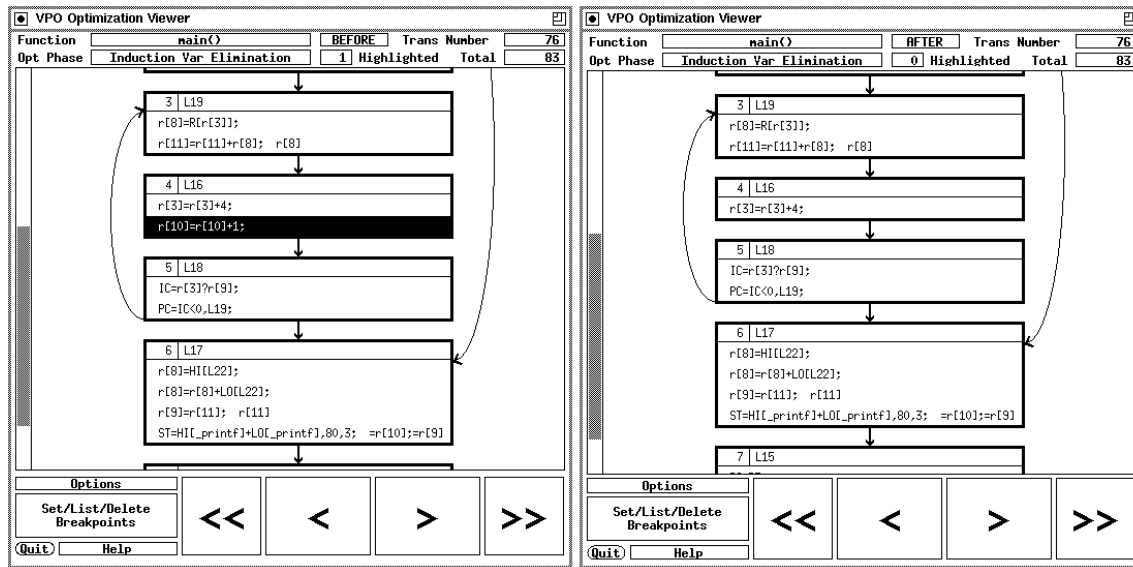 VPO Optimization Viewer
Function main() BEFORE Trans Number 76
Opt Phase Induction Var Elimination 1 Highlighted Total 83
3 L19
r[8]=R[r[3]];
r[11]=r[11]+r[8]; r[8]
4 L16
r[3]=r[3]+4;
r[10]=r[10]+1;
5 L18
IC=r[3]?r[9];
PC=IC<0,L19;
6 L17
r[8]=HI[L22];
r[8]=r[8]+LO[L22];
r[9]=r[11]; r[11]
ST=HI[_printf]+LO[_printf],80,3; =r[10];=r[9]
Options
Set/List/Delete
Breakpoints
<< < > >>
Quit Help
VPO Optimization Viewer
Function main() AFTER Trans Number 76
Opt Phase Induction Var Elimination 0 Highlighted Total 83
3 L19
r[8]=R[r[3]];
r[11]=r[11]+r[8]; r[8]
4 L16
r[3]=r[3]+4;
5 L18
IC=r[3]?r[9];
PC=IC<0,L19;
6 L17
r[8]=HI[L22];
r[8]=r[8]+LO[L22];
r[9]=r[11]; r[11]
ST=HI[_printf]+LO[_printf],80,3; =r[10];=r[9]
7 L15
Options
Set/List/Delete
Breakpoints
<< < > >>
Quit Help